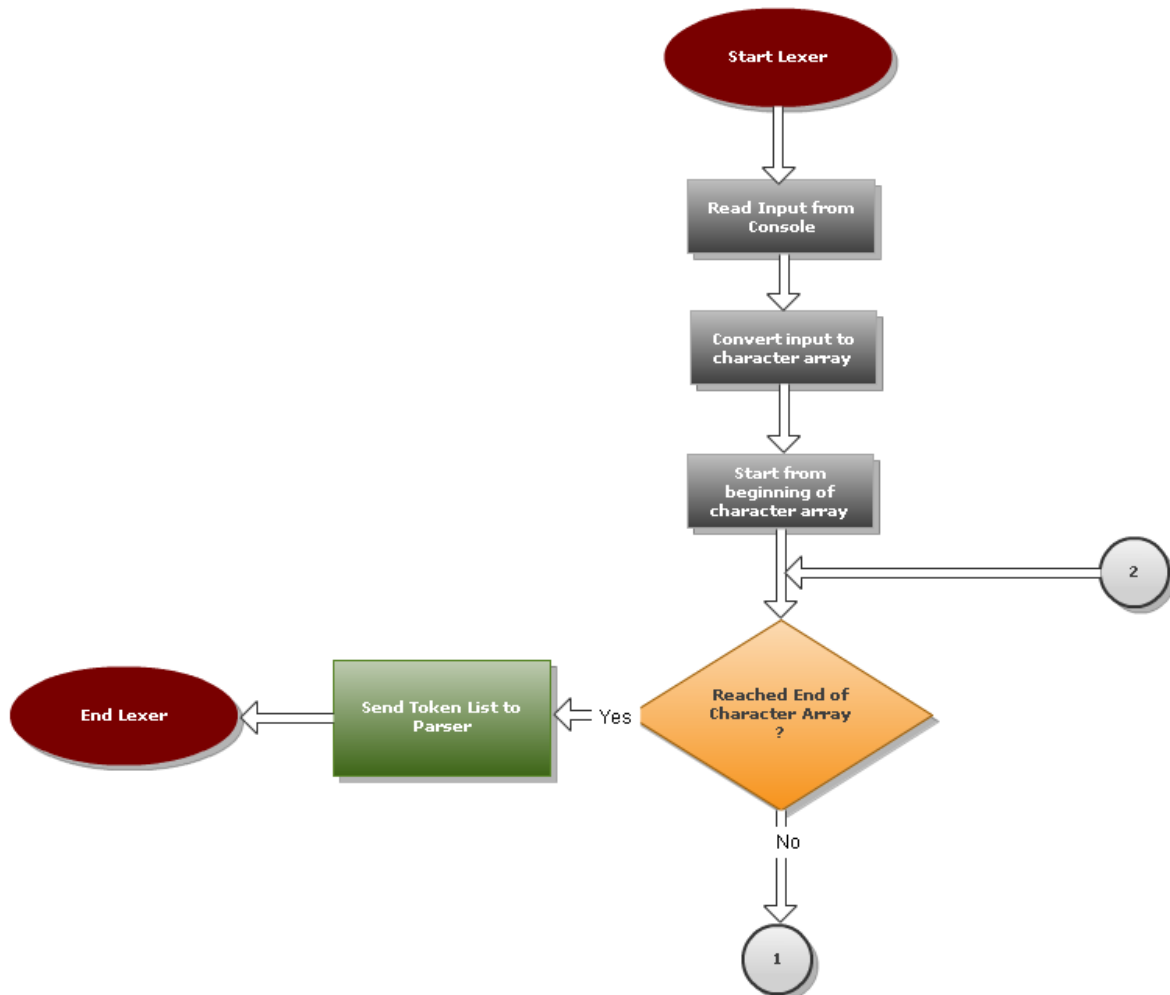 Start Lexer
Read Input from
Console
Convert input to
character array
Start from
beginning of
character array
2
Reached End of
Character Array
?
Yes
Send Token List to
Parser
End Lexer
No
1